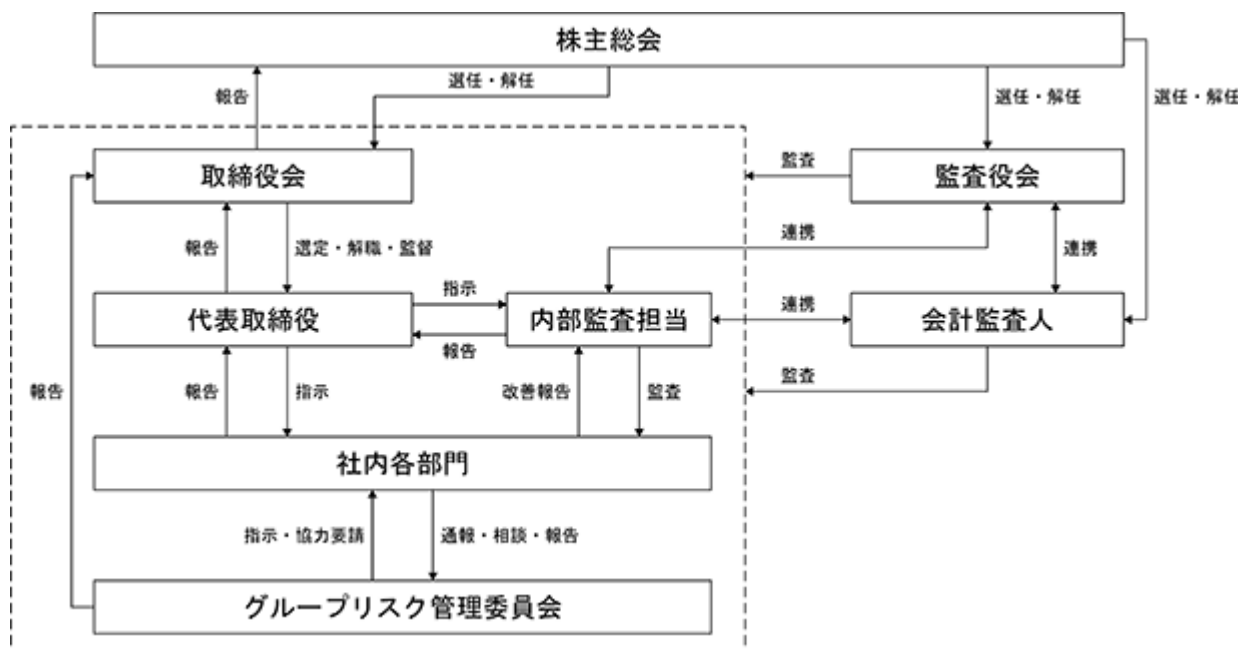 株主総会
報告
選任・解任
選任・解任
選任・解任
取締役会
監査
監査役会
報告
選定・解職・監督
連携
連携
代表取締役
指示
報告
内部監査担当
連携
会計監査人
報告
報告
指示
改善報告
監査
監査
社内各部門
指示・協力要請
通報・相談・報告
グループリスク管理委員会